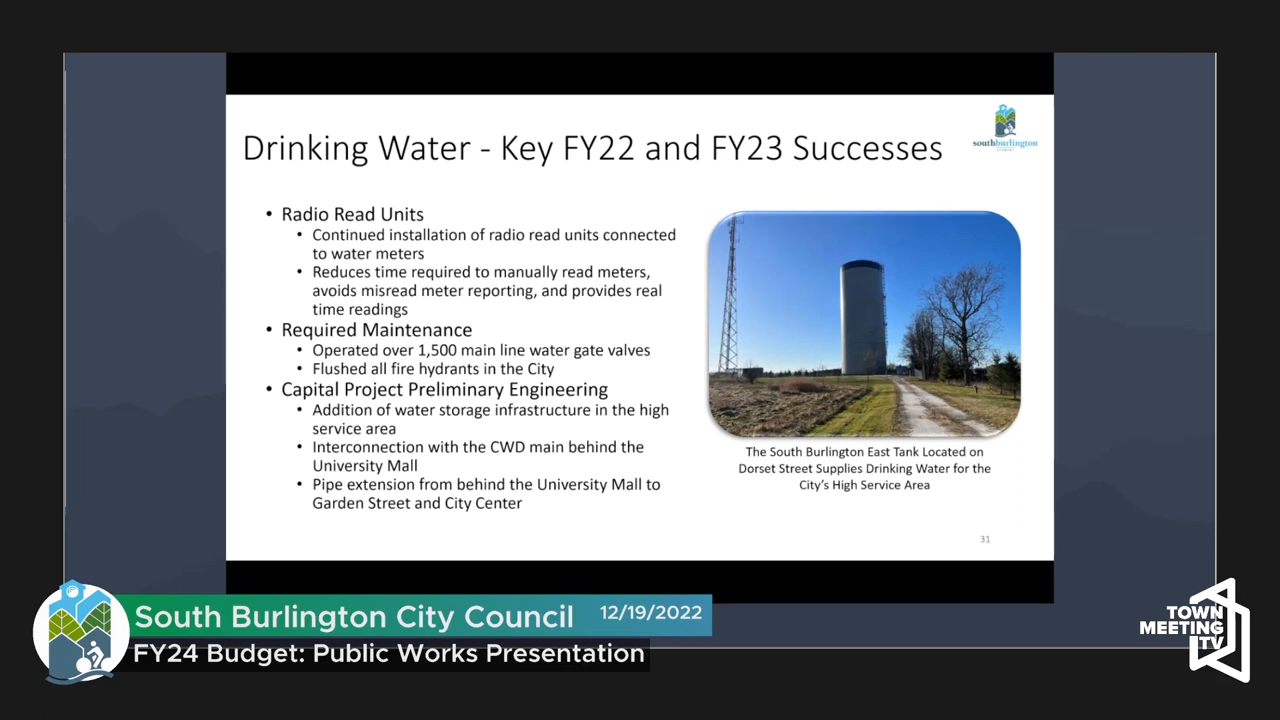 Drinking Water - Key FY22 and FY23 Successes
southburlington
• Radio Read Units
• Continued installation of radio read units connected
to water meters
• Reduces time required to manually read meters,
avoids misread meter reporting, and provides real
time readings
• Required Maintenance
• Operated over 1,500 main line water gate valves
• Flushed all fire hydrants in the City
• Capital Project Preliminary Engineering
• Addition of water storage infrastructure in the high
service area
• Interconnection with the CWD main behind the
University Mall
• Pipe extension from behind the University Mall to
Garden Street and City Center
The South Burlington East Tank Located on
Dorset Street Supplies Drinking Water for the
City's High Service Area
31
South Burlington City Council 12/19/2022
FY24 Budget: Public Works Presentation
TOWN
MEETING
TV